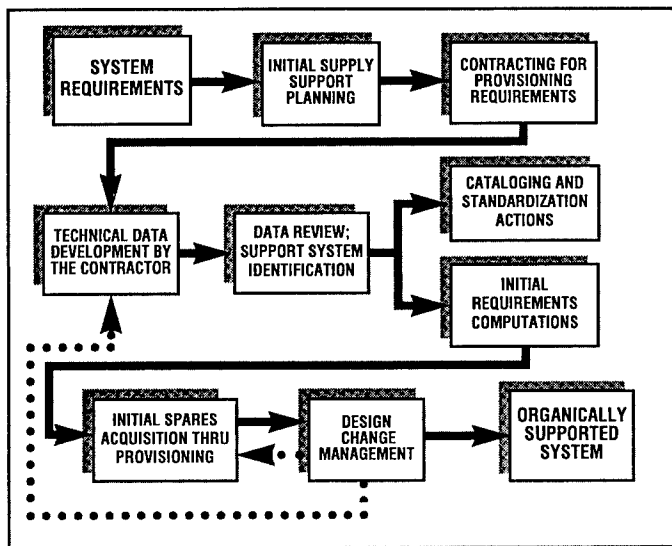 SYSTEM
REQUIREMENTS
INITIAL SUPPLY
SUPPORT
PLANNING
CONTRACTING FOR
PROVISIONING
REQUIREMENTS
TECHNICAL DATA
DEVELOPMENT BY
THE CONTRACTOR
DATA REVIEW;
SUPPORT SYSTEM
IDENTIFICATION
CATALOGING AND
STANDARDIZATION
ACTIONS
INITIAL
REQUIREMENTS
COMPUTATIONS
INITIAL SPARES
ACQUISITION THRU
PROVISIONING
DESIGN
CHANGE
MANAGEMENT
ORGANICALLY
SUPPORTED
SYSTEM